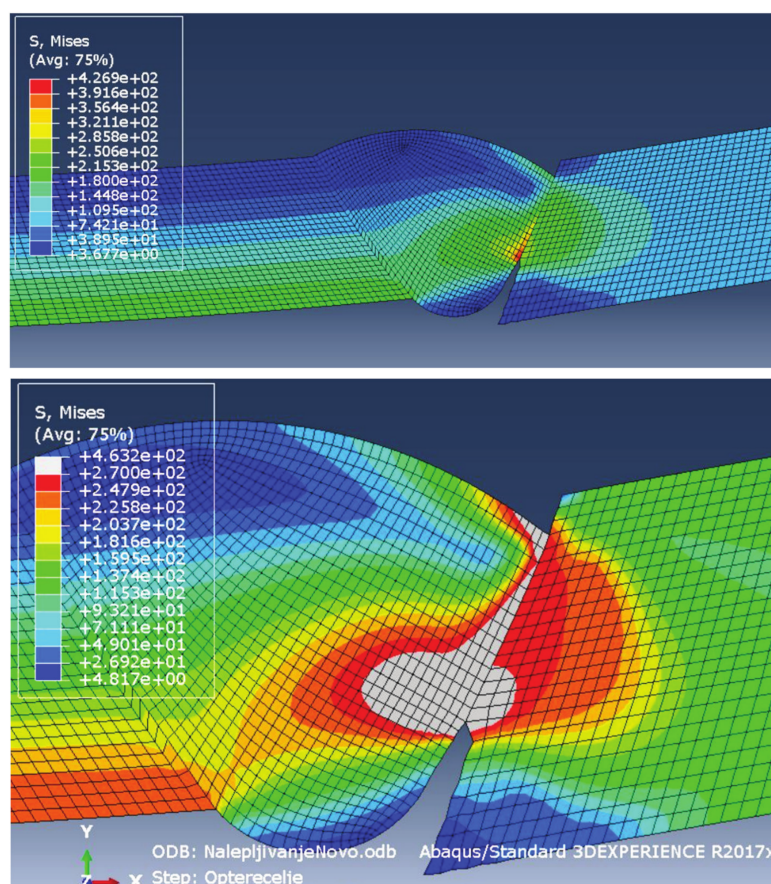 S, Mises
(Avg: 75%)
+4.269e+02
+3.916e+02
+3.564e+02
+3.211e+02
+2.858e+02
+2.506e+02
+2.153e+02
+1.800e+02
+1.448e+02
+1.095e+02
+7.421e+01
+3.895e+01
+3.677e+00
S, Mises
(Avg: 75%)
+4.632e+02
+2.700e+02
+2.479e+02
+2.258e+02
+2.037e+02
+1.816e+02
+1.595e+02
+1.374e+02
+1.153e+02
+9.321e+01
+7.111e+01
+4.901e+01
+2.692e+01
+4.817e+00
Y
Z X
ODB: NalepljivanjeNovo.odb Abaqus/Standard 3DEXPERIENCE R2017x
Step: Opterecelje